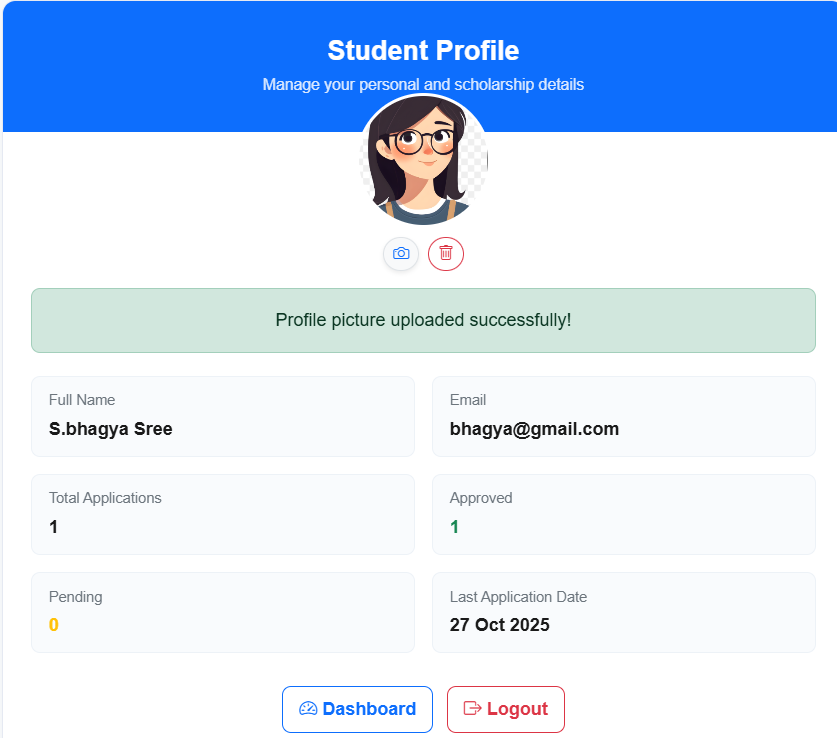 Student Profile
Manage your personal and scholarship details
Profile picture uploaded successfully!
Full Name
S.bhagya Sree
Email
bhagya@gmail.com
Total Applications
1
Approved
1
Pending
0
Last Application Date
27 Oct 2025
Dashboard
Logout